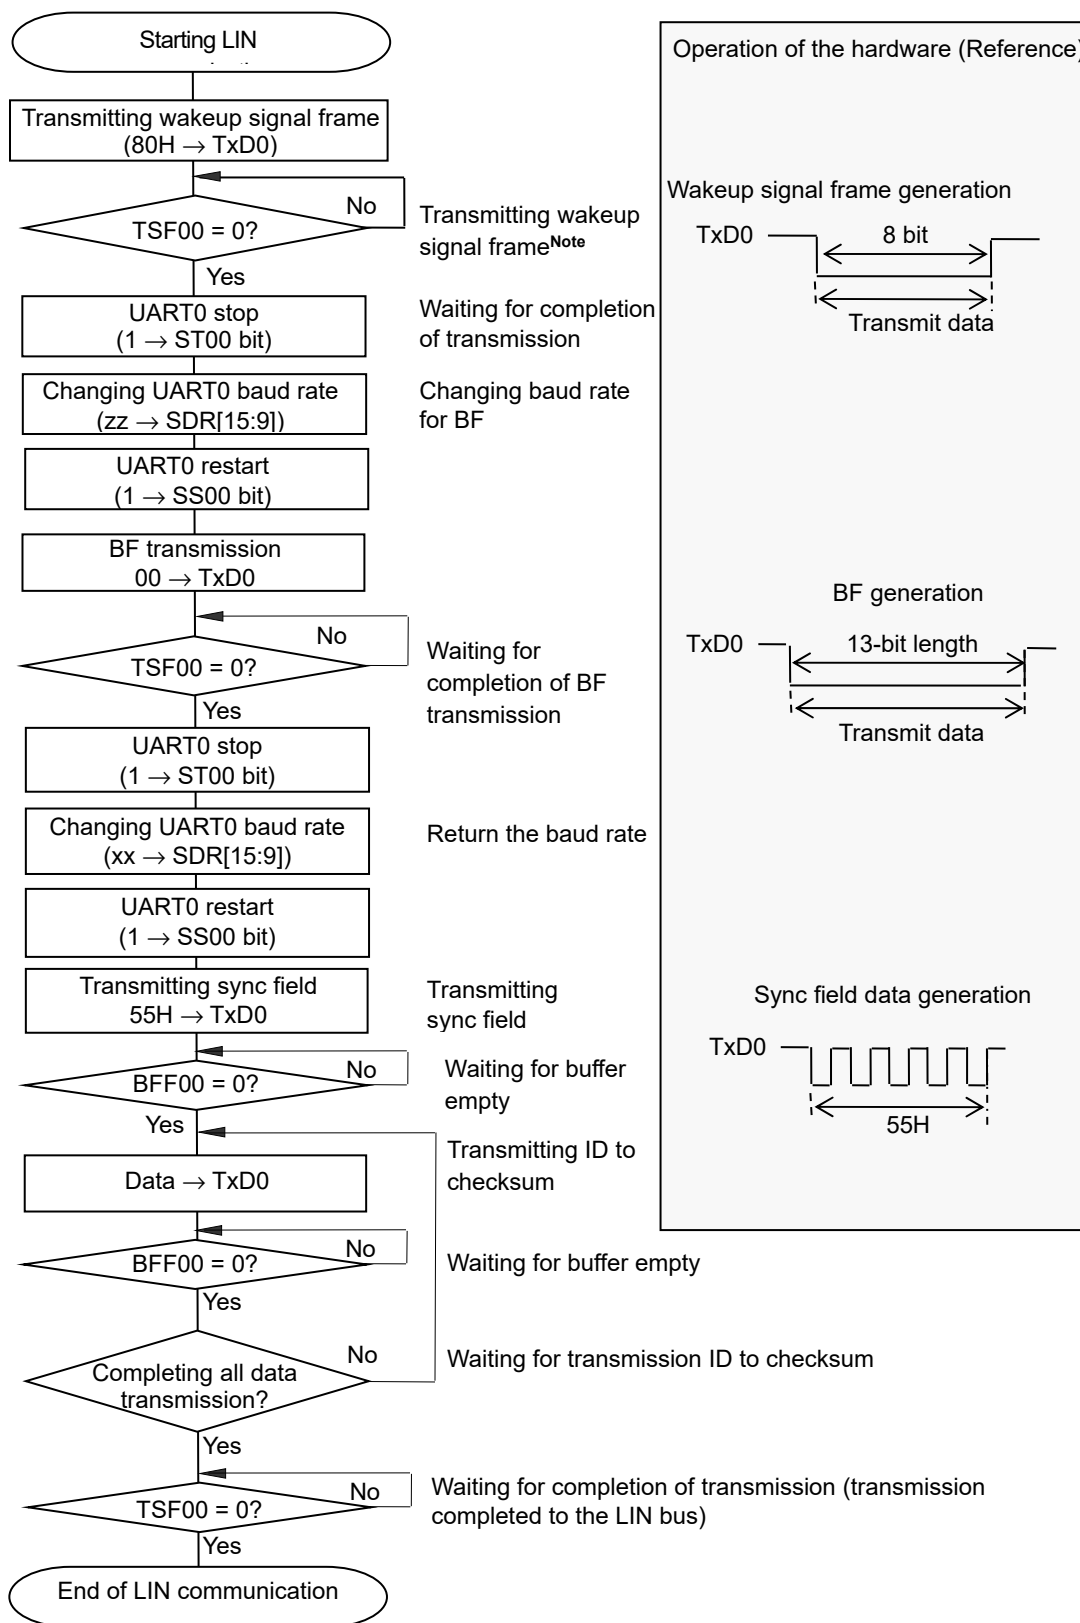 Starting LIN
Transmitting wakeup signal frame
(80H → TxD0)
No
TSF00 = 0?
Yes
Transmitting wakeup
signal frameNote
UART0 stop
(1 → ST00 bit)
Waiting for completion
of transmission
Changing UART0 baud rate
(zz → SDR[15:9])
Changing baud rate
for BF
UART0 restart
(1 → SS00 bit)
BF transmission
00 → TxD0
No
TSF00 = 0?
Yes
Waiting for
completion of BF
transmission
UART0 stop
(1 → ST00 bit)
Changing UART0 baud rate
(xx → SDR[15:9])
Return the baud rate
UART0 restart
(1 → SS00 bit)
Transmitting sync field
55H → TxD0
Transmitting
sync field
BFF00 = 0?
No
Yes
Waiting for buffer
empty
Data → TxD0
Transmitting ID to
checksum
BFF00 = 0?
No
Yes
Waiting for buffer empty
Completing all data
transmission?
No
Yes
Waiting for transmission ID to checksum
TSF00 = 0?
No
Yes
Waiting for completion of transmission (transmission
completed to the LIN bus)
End of LIN communication
Operation of the hardware (Reference)
Wakeup signal frame generation
TxD0
8 bit
Transmit data
BF generation
TxD0
13-bit length
Transmit data
Sync field data generation
TxD0
55H